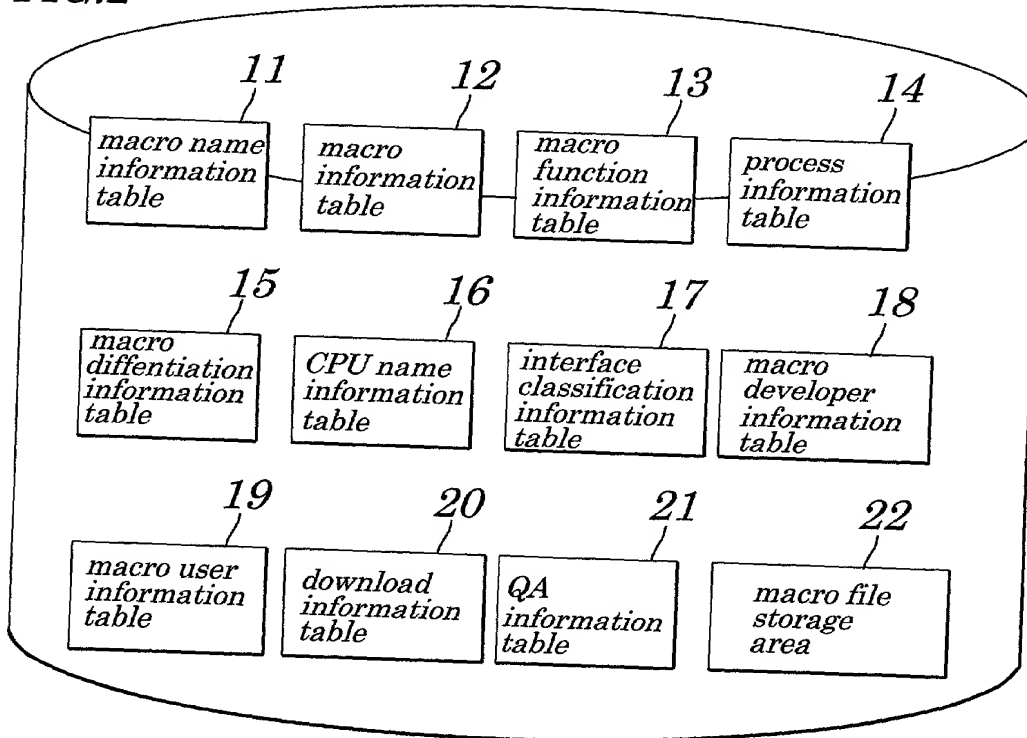 11
12
13
14
macro name
information
table
macro
information
table
macro
function
information
table
process
information
table
15
16
17
18
macro
diffentiation
information
table
CPU name
information
table
interface
classification
information
table
macro
developer
information
table
19
20
21
22
macro user
information
table
download
information
table
QA
information
table
macro file
storage
area